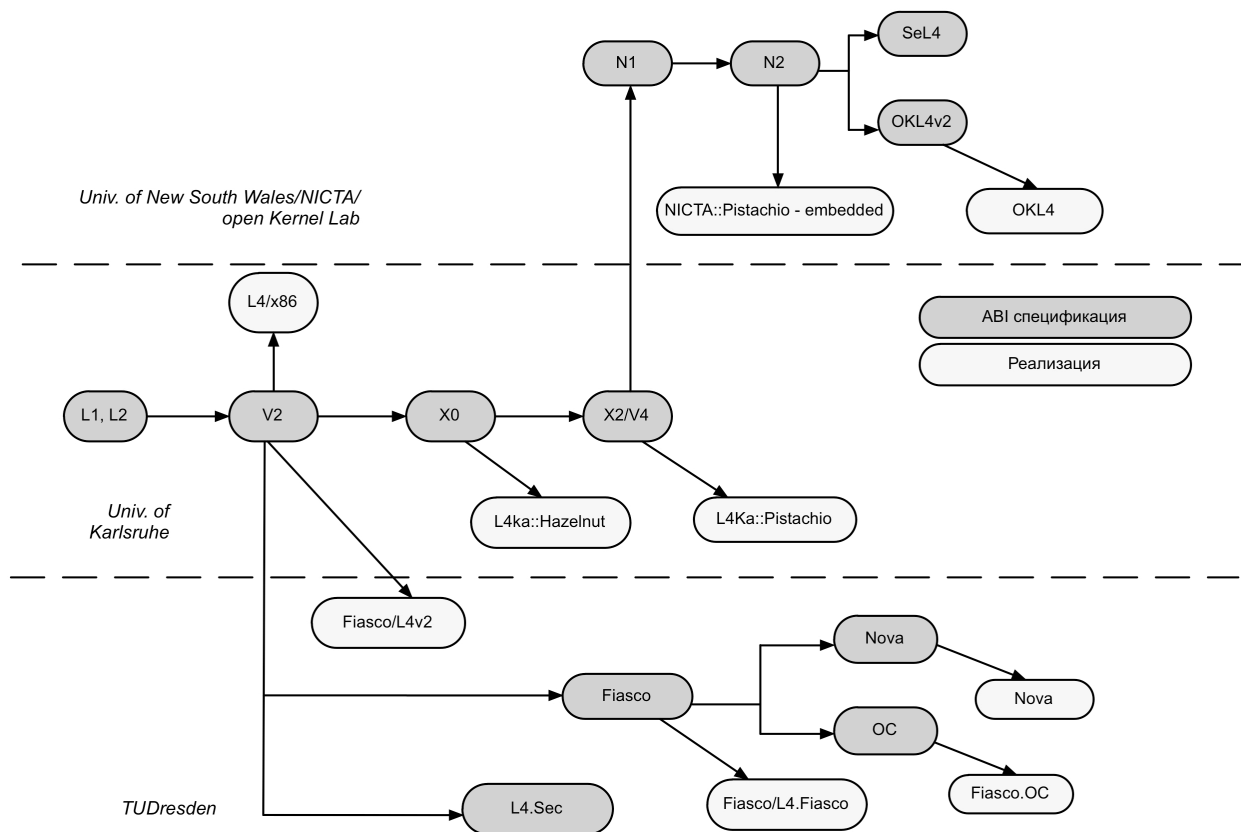 SeL4
N1
N2
OKL4v2
Univ. of New South Wales/NICTA/
open Kernel Lab
NICTA::Pistachio - embedded
OKL4
L4/x86
ABI спецификация
Реализация
L1, L2
V2
X0
X2/V4
Univ. of
Karlsruhe
L4ka::Hazelnut
L4Ka::Pistachio
Fiasco/L4v2
Nova
Fiasco
Nova
OC
TUDresden
L4.Sec
Fiasco/L4.Fiasco
Fiasco.OC